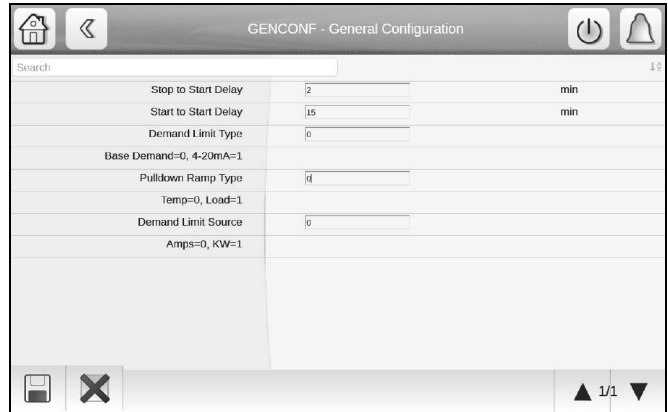 GENCONF - General Configuration
Search
Stop to Start Delay 2 min
Start to Start Delay 15 min
Demand Limit Type 0
Base Demand=0, 4-20mA=1
Pulldown Ramp Type 0
Temp=0, Load=1
Demand Limit Source 0
Amps=0, KW=1
1/1